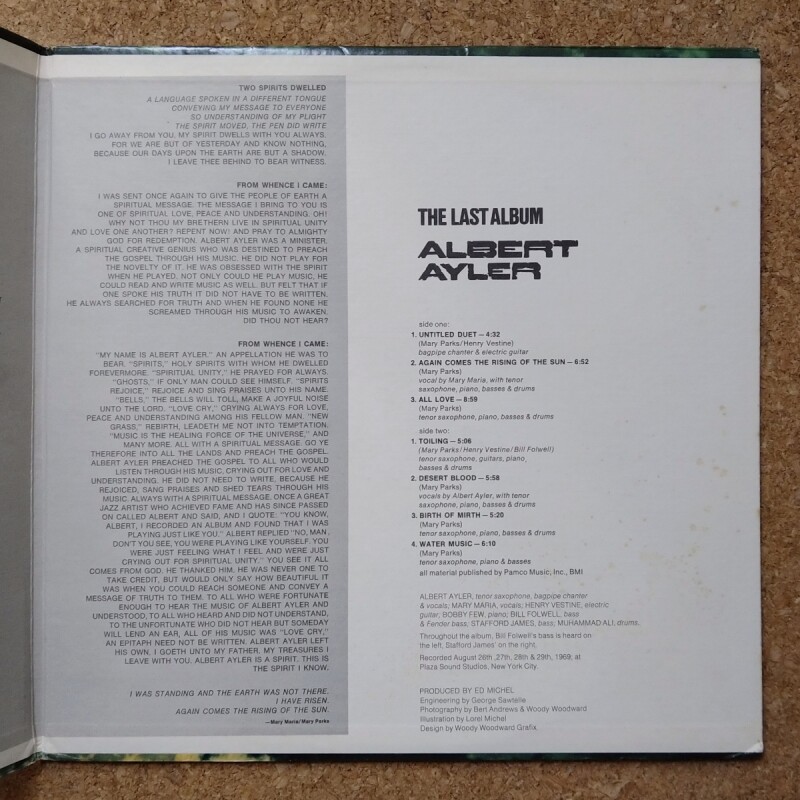 TWO SPIRITS DWELLED
A LANGUAGE SPOKEN IN A DIFFERENT TONGUE
CONVEYING MY MESSAGE TO EVERYONE
SO UNDERSTANDING OF MY PLIGHT
THE SPIRIT MOVED, THE PEN DID WRITE
I GO AWAY FROM YOU, MY SPIRIT DWELLS WITH YOU ALWAYS.
FOR WE ARE BUT OF YESTERDAY AND KNOW NOTHING,
BECAUSE OUR DAYS UPON THE EARTH ARE BUT A SHADOW,
I LEAVE THEE BEHIND TO BEAR WITNESS.
FROM WHENCE I CAME:
I WAS SENT ONCE AGAIN TO GIVE THE PEOPLE OF EARTH A
SPIRITUAL MESSAGE. THE MESSAGE I BRING TO YOU IS
ONE OF SPIRITUAL LOVE, PEACE AND UNDERSTANDING. OH!
WHY NOT THOU MY BRETHERN LIVE IN SPIRITUAL UNITY
AND LOVE ONE ANOTHER? REPENT NOW! AND PRAY TO ALMIGHTY
GOD FOR REDEMPTION. ALBERT AYLER WAS A MINISTER,
A SPIRITUAL CREATIVE GENIUS WHO WAS DESTINED TO PREACH
THE GOSPEL THROUGH HIS MUSIC. HE DID NOT PLAY FOR
THE NOVELTY OF IT. HE WAS OBSESSED WITH THE SPIRIT
WHEN HE PLAYED. NOT ONLY COULD HE PLAY MUSIC, HE
COULD READ AND WRITE MUSIC AS WELL. BUT FELT THAT IF
ONE SPOKE HIS TRUTH IT DID NOT HAVE TO BE WRITTEN.
HE ALWAYS SEARCHED FOR TRUTH AND WHEN HE FOUND NONE HE
SCREAMED THROUGH HIS MUSIC TO AWAKEN.
DID THOU NOT HEAR?
FROM WHENCE I CAME:
"MY NAME IS ALBERT AYLER." AN APPELLATION HE WAS TO
BEAR. "SPIRITS," HOLY SPIRITS WITH WHOM HE DWELLED
FOREVERMORE. "SPIRITUAL UNITY," HE PRAYED FOR ALWAYS.
"GHOSTS," IF ONLY MAN COULD SEE HIMSELF. "SPIRITS
REJOICE," REJOICE AND SING PRAISES UNTO HIS NAME.
"BELLS," THE BELLS WILL TOLL, MAKE A JOYFUL NOISE
UNTO THE LORD. "LOVE CRY," CRYING ALWAYS FOR LOVE,
PEACE AND UNDERSTANDING AMONG HIS FELLOW MAN. "NEW
GRASS," REBIRTH, LEADETH ME NOT INTO TEMPTATION.
"MUSIC IS THE HEALING FORCE OF THE UNIVERSE," AND
MANY MORE. ALL WITH A SPIRITUAL MESSAGE. GO YE
THEREFORE INTO ALL THE LANDS AND PREACH THE GOSPEL.
ALBERT AYLER PREACHED THE GOSPEL TO ALL WHO WOULD
LISTEN THROUGH HIS MUSIC, CRYING OUT FOR LOVE AND
UNDERSTANDING. HE DID NOT NEED TO WRITE, BECAUSE HE
REJOICED, SANG PRAISES AND SHED TEARS THROUGH HIS
MUSIC. ALWAYS WITH A SPIRITUAL MESSAGE. ONCE A GREAT
JAZZ ARTIST WHO ACHIEVED FAME AND HAS SINCE PASSED
ON CALLED ALBERT AND SAID, AND I QUOTE: "YOU KNOW,
ALBERT, I RECORDED AN ALBUM AND FOUND THAT I WAS
PLAYING JUST LIKE YOU." ALBERT REPLIED "NO, MAN,
DON'T YOU SEE, YOU WERE PLAYING LIKE YOURSELF. YOU
WERE JUST FEELING WHAT I FEEL AND WERE JUST
CRYING OUT FOR SPIRITUAL UNITY." YOU SEE IT ALL
COMES FROM GOD. HE THANKED HIM. HE WAS NEVER ONE TO
TAKE CREDIT, BUT WOULD ONLY SAY HOW BEAUTIFUL IT
WAS WHEN YOU COULD REACH SOMEONE AND CONVEY A
MESSAGE OF TRUTH TO THEM. TO ALL WHO WERE FORTUNATE
ENOUGH TO HEAR THE MUSIC OF ALBERT AYLER AND
UNDERSTOOD, TO ALL WHO HEARD AND DID NOT UNDERSTAND,
TO THE UNFORTUNATE WHO DID NOT HEAR BUT SOMEDAY
WILL LEND AN EAR, ALL OF HIS MUSIC WAS "LOVE CRY,"
AN EPITAPH NEED NOT BE WRITTEN. ALBERT AYLER LEFT
HIS OWN, I GOETH UNTO MY FATHER, MY TREASURES I
LEAVE WITH YOU. ALBERT AYLER IS A SPIRIT. THIS IS
THE SPIRIT I KNOW.
I WAS STANDING AND THE EARTH WAS NOT THERE.
I HAVE RISEN.
AGAIN COMES THE RISING OF THE SUN.
—Mary Maria/Mary Parks
THE LAST ALBUM
ALBERT
AYLER
side one:
1. UNTITLED DUET — 4:32
(Mary Parks/Henry Vestine)
bagpipe chanter & electric guitar
2. AGAIN COMES THE RISING OF THE SUN — 6:52
(Mary Parks)
vocal by Mary Maria, with tenor
saxophone, piano, basses & drums
3. ALL LOVE — 8:59
(Mary Parks)
tenor saxophone, piano, basses & drums
side two:
1. TOILING — 5:06
(Mary Parks/Henry Vestine/Bill Folwell)
tenor saxophone, guitars, piano,
basses & drums
2. DESERT BLOOD — 5:58
(Mary Parks)
vocals by Albert Ayler, with tenor
saxophone, piano, basses & drums
3. BIRTH OF MIRTH — 5:20
(Mary Parks)
tenor saxophone, piano, basses & drums
4. WATER MUSIC — 6:10
(Mary Parks)
tenor saxophone, piano & basses
all material published by Pamco Music, Inc., BMI
ALBERT AYLER, tenor saxophone, bagpipe chanter
& vocals; MARY MARIA, vocals; HENRY VESTINE, electric
guitar; BOBBY FEW, piano; BILL FOLWELL, bass
& Fender bass; STAFFORD JAMES, bass; MUHAMMAD ALI, drums.
Throughout the album, Bill Folwell's bass is heard on
the left, Stafford James' on the right.
Recorded August 26th, 27th, 28th & 29th, 1969; at
Plaza Sound Studios, New York City.
PRODUCED BY ED MICHEL
Engineering by George Sawtelle
Photography by Bert Andrews & Woody Woodward
Illustration by Lorel Michel
Design by Woody Woodward Grafik